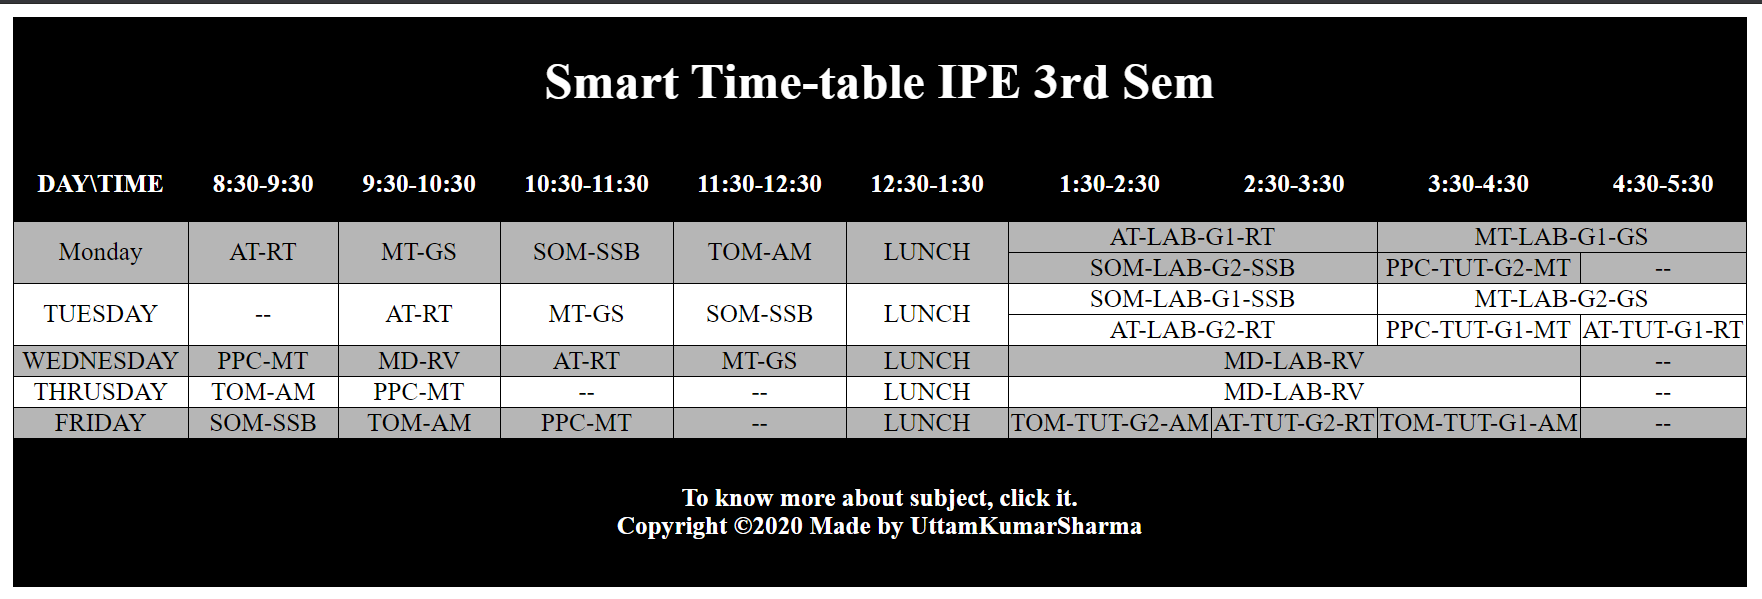 Smart Time-table IPE 3rd Sem
DAY\TIME 8:30-9:30 9:30-10:30 10:30-11:30 11:30-12:30 12:30-1:30 1:30-2:30 2:30-3:30 3:30-4:30 4:30-5:30
Monday AT-RT MT-GS SOM-SSB TOM-AM LUNCH AT-LAB-G1-RT MT-LAB-G1-GS
SOM-LAB-G2-SSB PPC-TUT-G2-MT --
TUESDAY -- AT-RT MT-GS SOM-SSB LUNCH SOM-LAB-G1-SSB MT-LAB-G2-GS
AT-LAB-G2-RT PPC-TUT-G1-MT AT-TUT-G1-RT
WEDNESDAY PPC-MT MD-RV AT-RT MT-GS LUNCH MD-LAB-RV --
THRUSDAY TOM-AM PPC-MT -- -- LUNCH MD-LAB-RV --
FRIDAY SOM-SSB TOM-AM PPC-MT -- LUNCH TOM-TUT-G2-AM AT-TUT-G2-RT TOM-TUT-G1-AM --
To know more about subject, click it.
Copyright ©2020 Made by UttamKumarSharma